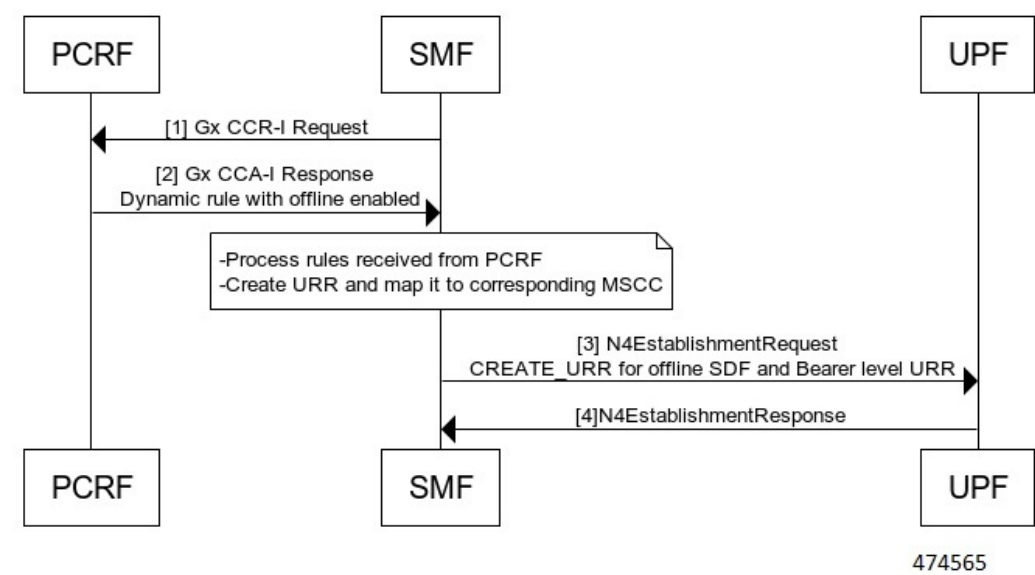 PCRF
SMF
UPF
[1] Gx CCR-I Request
[2] Gx CCA-I Response
Dynamic rule with offline enabled
-Process rules received from PCRF
-Create URR and map it to corresponding MSCC
[3] N4EstablishmentRequest
CREATE_URR for offline SDF and Bearer level URR
[4]N4EstablishmentResponse
PCRF
SMF
UPF
474565